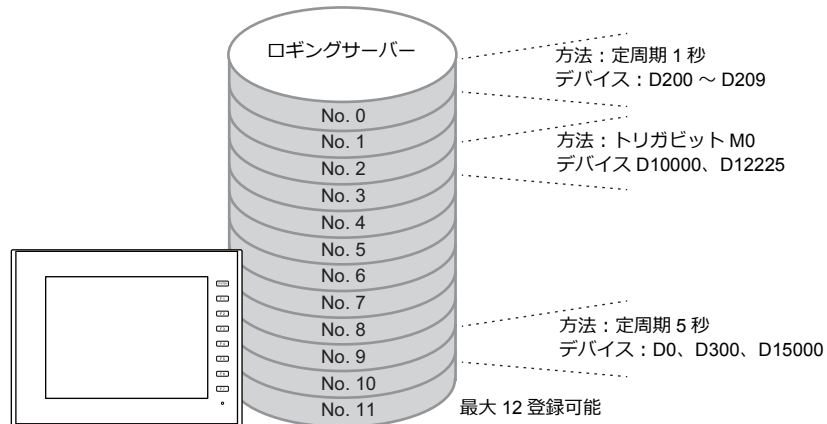 ロギングサーバー
方法：定周期 1 秒
デバイス：D200 ～ D209
No. 0
No. 1
方法：トリガビット M0
デバイス D10000、D12225
No. 2
No. 3
No. 4
No. 5
No. 6
No. 7
No. 8
方法：定周期 5 秒
デバイス：D0、D300、D15000
No. 9
No. 10
No. 11
最大 12 登録可能